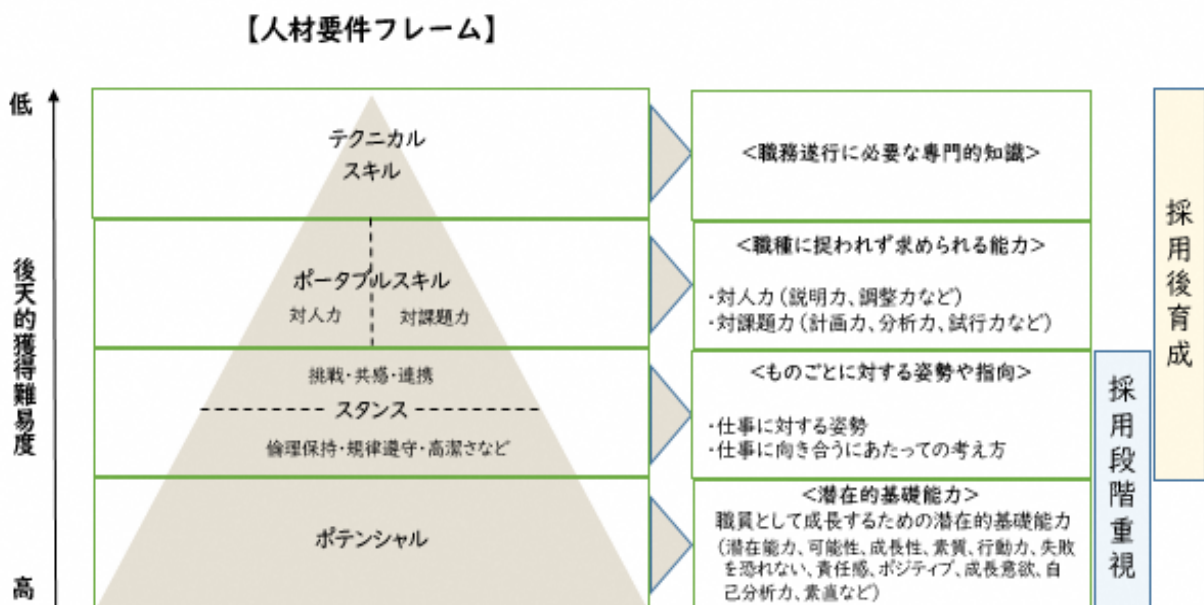 【人材要件フレーム】
低
後天的獲得難易度
高
テクニカル
スキル
<職務遂行に必要な専門的知識>
ポータブルスキル
対人力
対課題力
<職種に捉われず求められる能力>
・対人力(説明力、調整力など)
・対課題力(計画力、分析力、試行力など)
挑戦・共感・連携
スタンス
倫理保持・規律遵守・高潔さなど
<ものごとに対する姿勢や指向>
・仕事に対する姿勢
・仕事に向き合うにあたっての考え方
ポテンシャル
<潜在的基礎能力>
職員として成長するための潜在的基礎能力
(潜在能力、可能性、成長性、素質、行動力、失敗
を恐れない、責任感、ポジティブ、成長意欲、自
己分析力、素直など)
採用段階重視
採用後育成